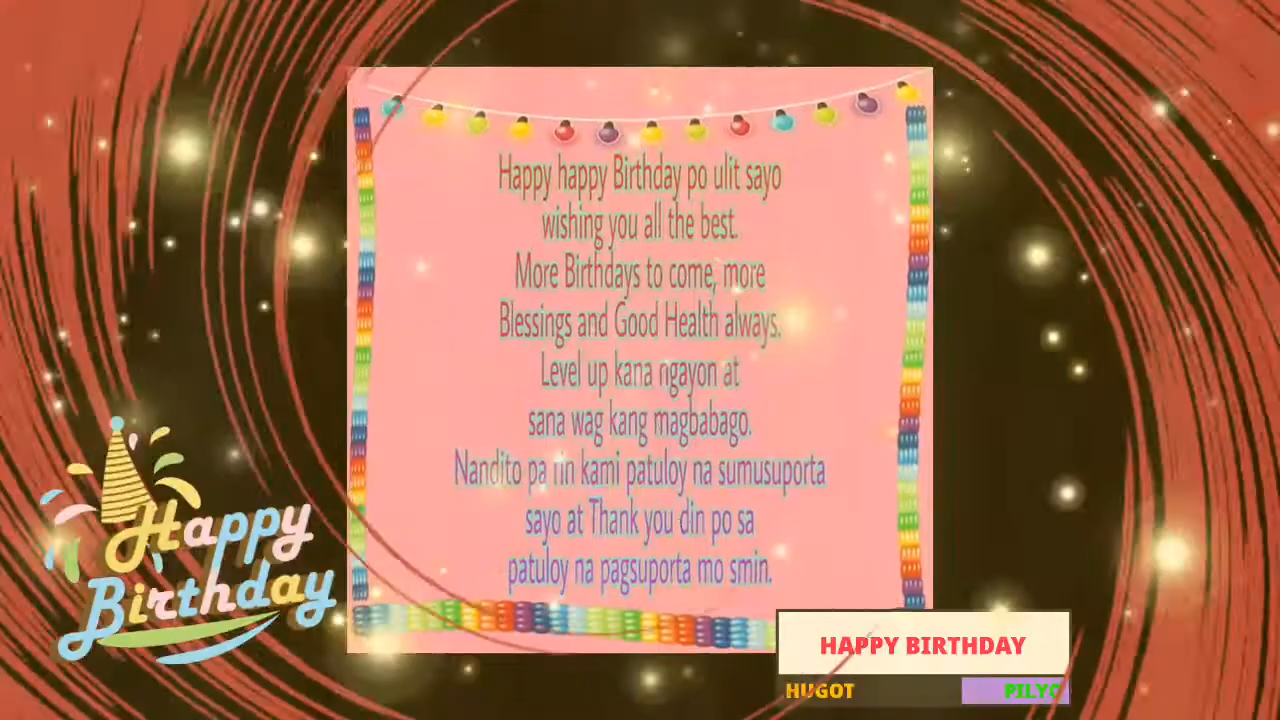 Happy happy Birthday po ulit sayo
wishing you all the best.
More Birthdays to come, more
Blessings and Good Health always.
Level up kana ngayon at
sana wag kang magbabago.
Nandito pa rin kami patuloy na sumusuporta
sayo at Thank you din po sa
patuloy na pagsuporta mo smin.
Happy
Birthday
HAPPY BIRTHDAY
HUGOT PILYO